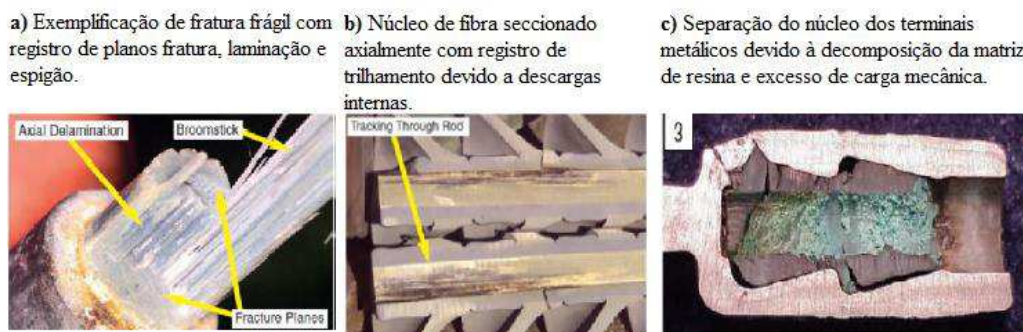 a) Exemplificação de fratura frágil com
registro de planos fratura, laminação e
espigão.
b) Núcleo de fibra seccionado
axialmente com registro de
trilhamento devido a descargas
internas.
c) Separação do núcleo dos terminais
metálicos devido à decomposição da matriz
de resina e excesso de carga mecânica.
Axial Delamination
Broomstick
Fracture Planes
Tracking Through Rod
3